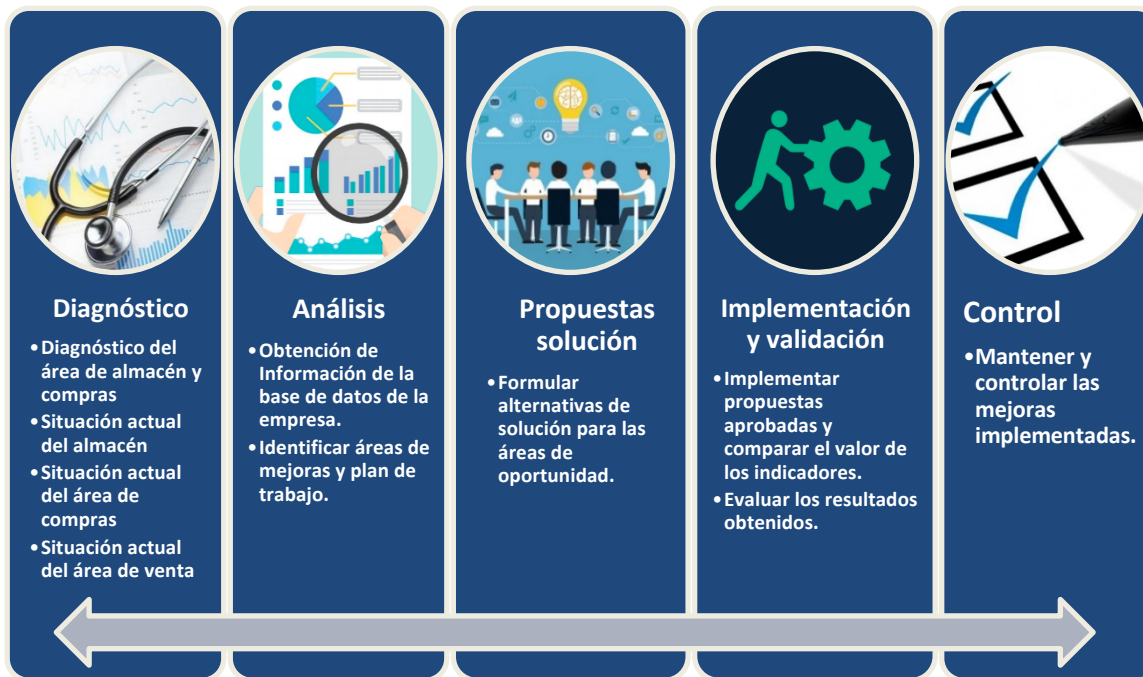 Diagnóstico
•Diagnóstico del
área de almacén y
compras
•Situación actual
del almacén
•Situación actual
del área de
compras
•Situación actual
del área de venta
Análisis
•Obtención de
Información de la
base de datos de la
empresa.
•Identificar áreas de
mejoras y plan de
trabajo.
Propuestas
solución
•Formular
alternativas de
solución para las
áreas de
oportunidad.
Implementación
y validación
•Implementar
propuestas
aprobadas y
comparar el valor de
los indicadores.
•Evaluar los resultados
obtenidos.
Control
•Mantener y
controlar las
mejoras
implementadas.